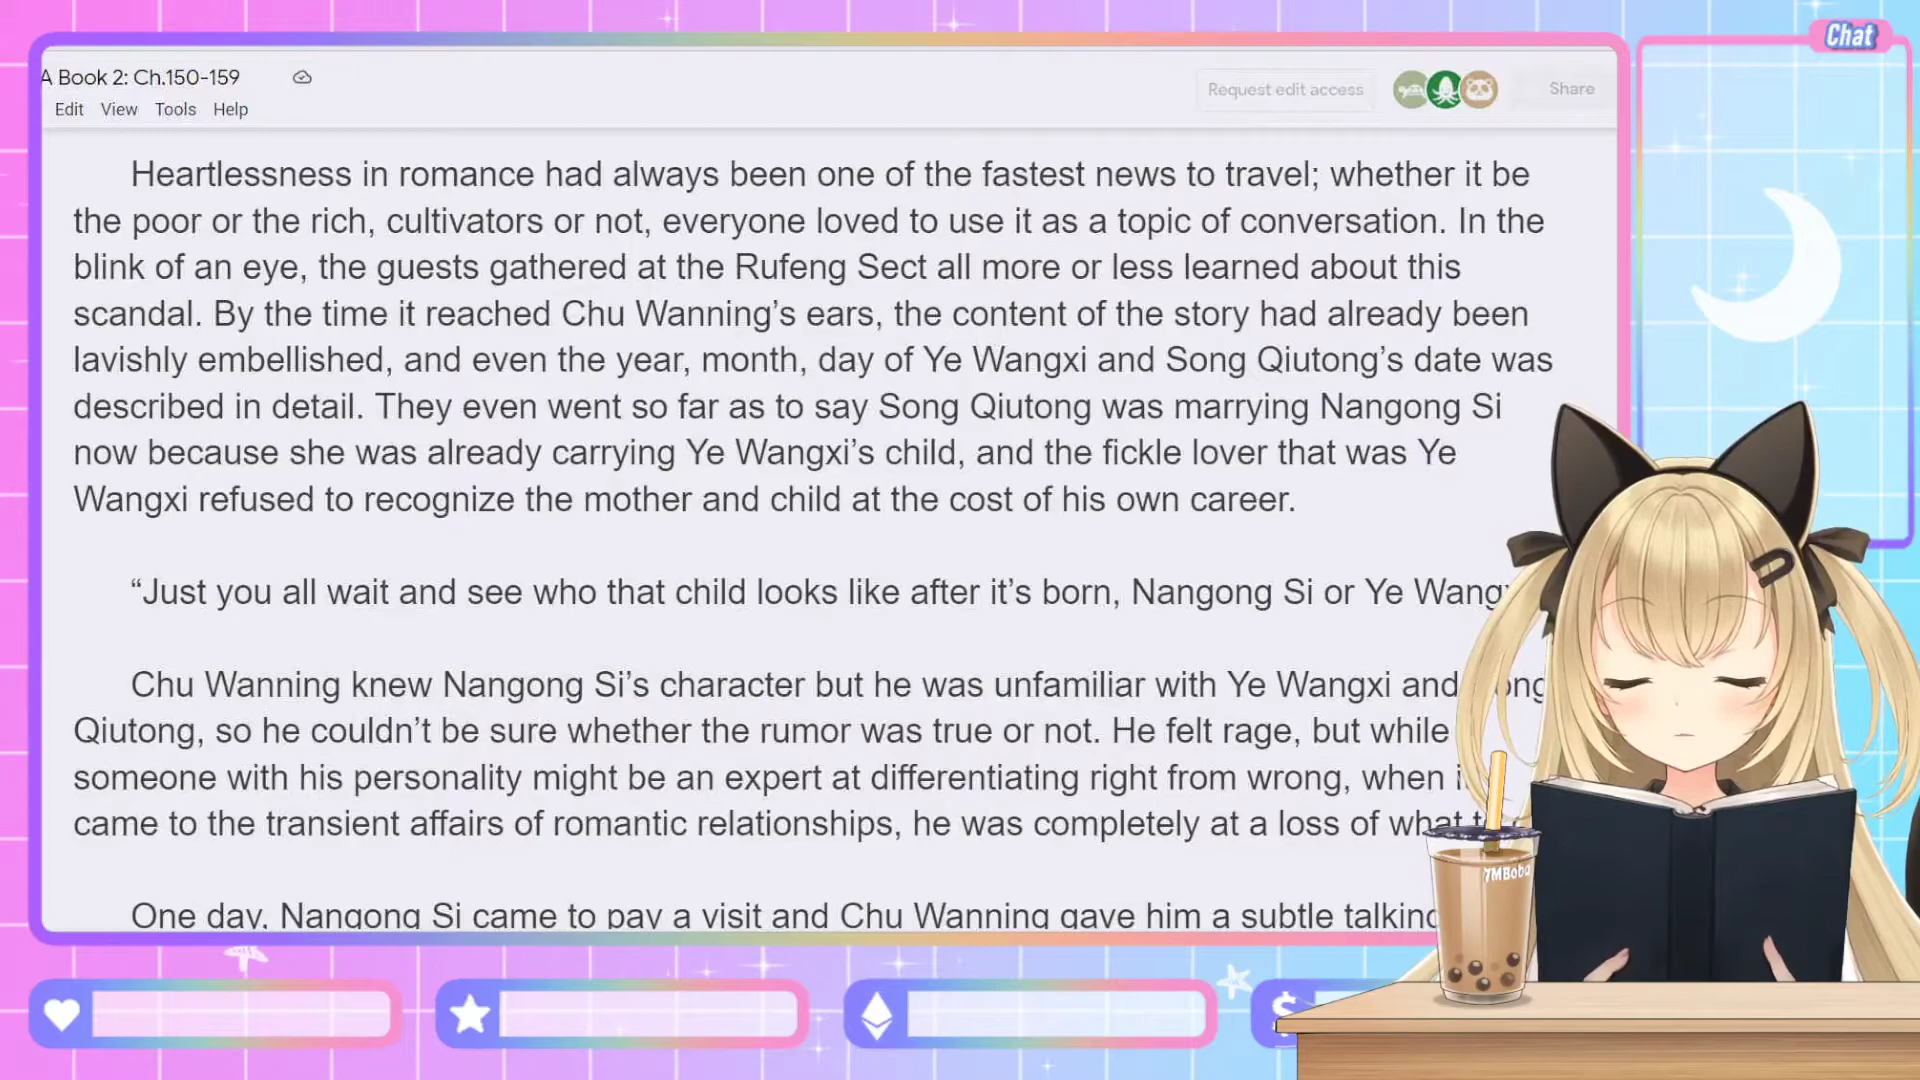 Chat
A Book 2: Ch.150-159
Request edit access
Share
Edit View Tools Help
Heartlessness in romance had always been one of the fastest news to travel; whether it be
the poor or the rich, cultivators or not, everyone loved to use it as a topic of conversation. In the
blink of an eye, the guests gathered at the Rufeng Sect all more or less learned about this
scandal. By the time it reached Chu Wanning’s ears, the content of the story had already been
lavishly embellished, and even the year, month, day of Ye Wangxi and Song Qiutong’s date was
described in detail. They even went so far as to say Song Qiutong was marrying Nangong Si
now because she was already carrying Ye Wangxi’s child, and the fickle lover that was Ye
Wangxi refused to recognize the mother and child at the cost of his own career.
“Just you all wait and see who that child looks like after it’s born, Nangong Si or Ye
Chu Wanning knew Nangong Si’s character but he was unfamiliar with Ye Wangxi and
Qiutong, so he couldn’t be sure whether the rumor was true or not. He felt rage, but while
someone with his personality might be an expert at differentiating right from wrong, when
came to the transient affairs of romantic relationships, he was completely at a loss of what
One day, Nangong Si came to pay a visit and Chu Wanning gave him a subtle talking
7MBoba